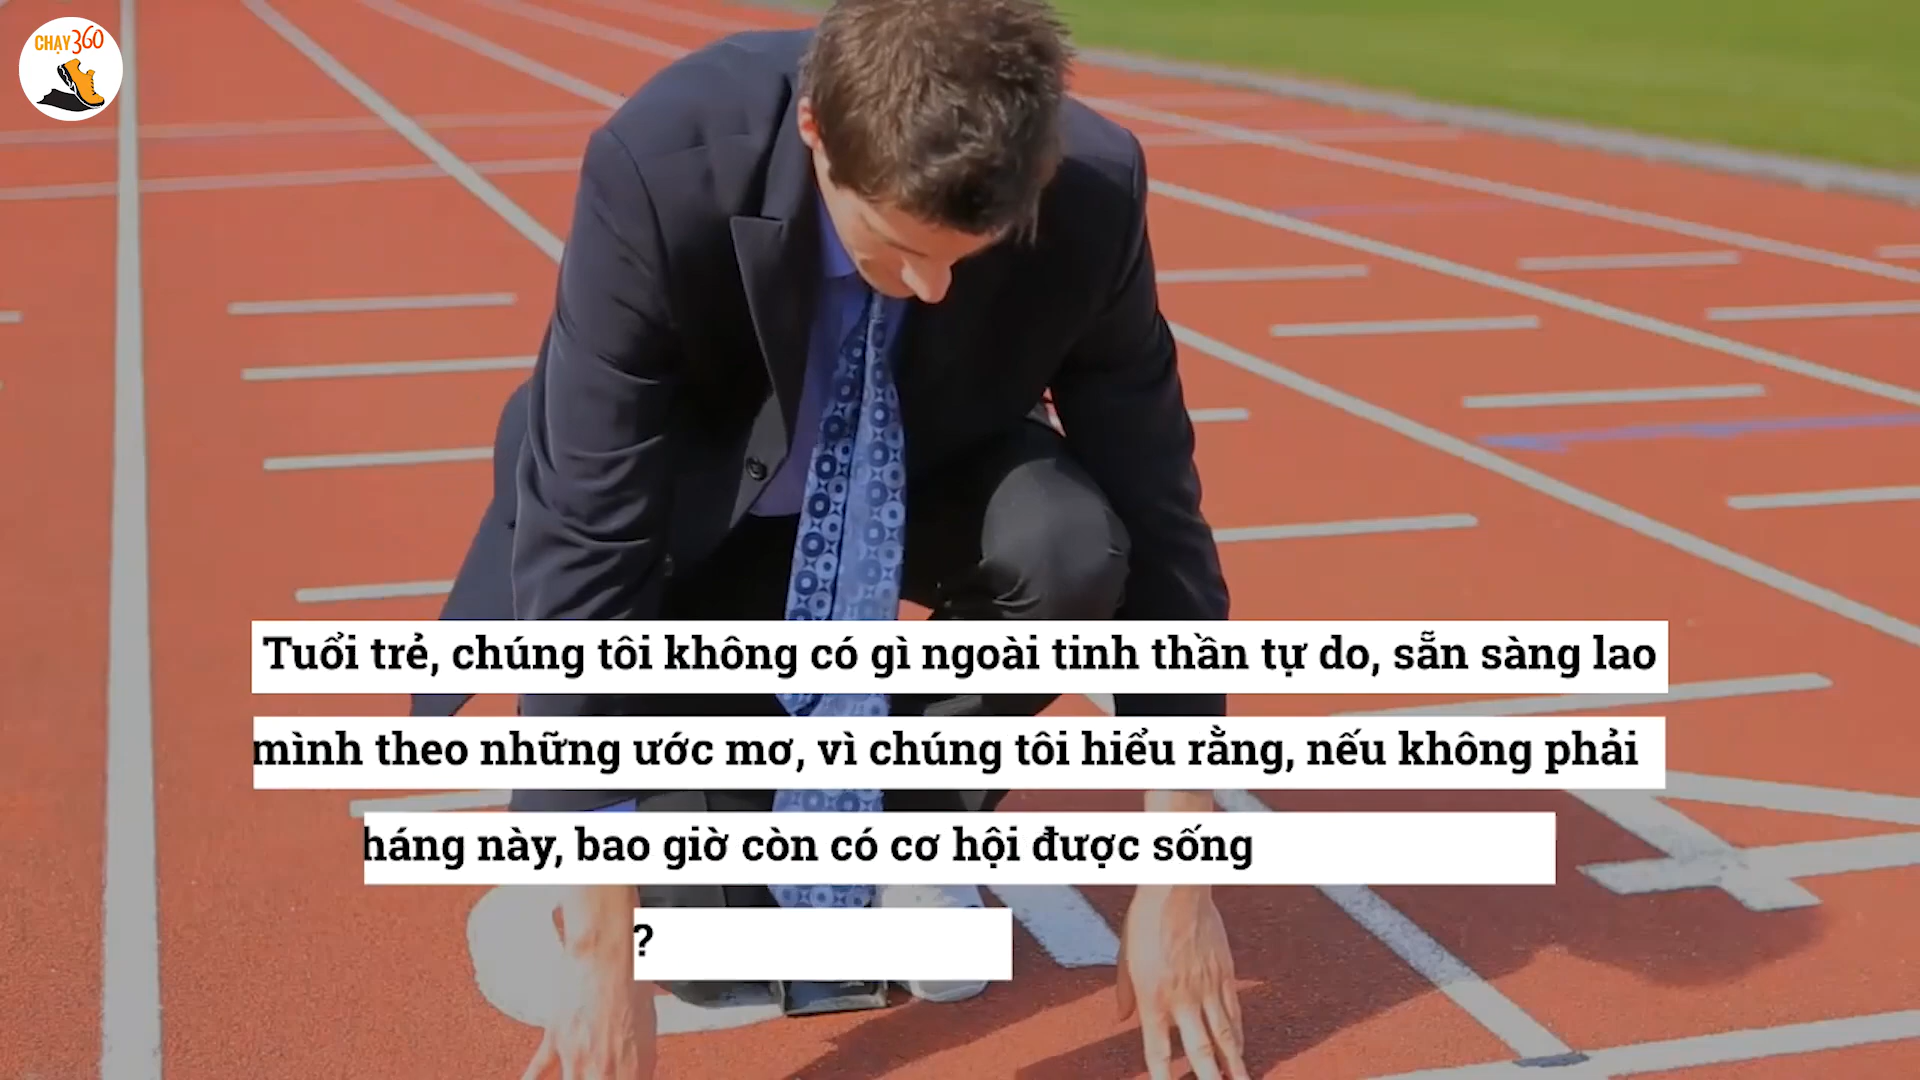 CHẠY 360
Tuổi trẻ, chúng tôi không có gì ngoài tinh thần tự do, sẵn sàng lao
mình theo những ước mơ, vì chúng tôi hiểu rằng, nếu không phải
háng này, bao giờ còn có cơ hội được sống
?